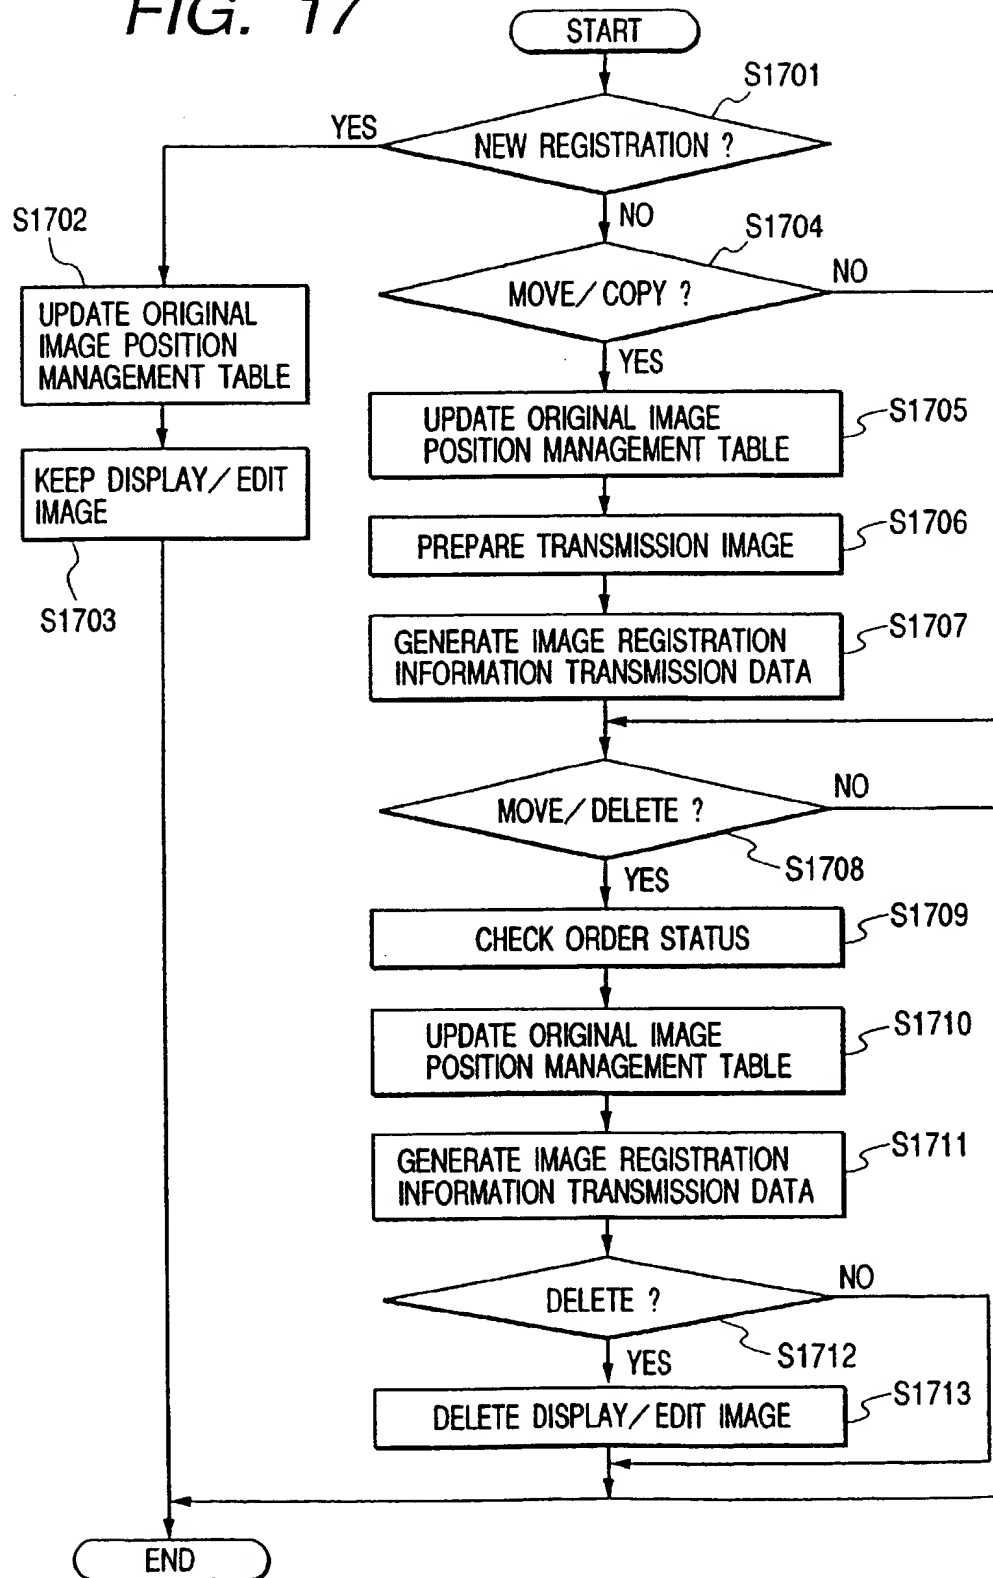 FIG. 17
START
S1701
YES
NEW REGISTRATION ?
NO
S1702
S1704
NO
MOVE/COPY ?
UPDATE ORIGINAL
IMAGE POSITION
MANAGEMENT TABLE
YES
UPDATE ORIGINAL IMAGE
POSITION MANAGEMENT TABLE
S1705
KEEP DISPLAY/EDIT
IMAGE
S1703
PREPARE TRANSMISSION IMAGE
S1706
GENERATE IMAGE REGISTRATION
INFORMATION TRANSMISSION DATA
S1707
MOVE/DELETE ?
NO
S1708
YES
CHECK ORDER STATUS
S1709
UPDATE ORIGINAL IMAGE
POSITION MANAGEMENT TABLE
S1710
GENERATE IMAGE REGISTRATION
INFORMATION TRANSMISSION DATA
S1711
DELETE ?
NO
S1712
YES
DELETE DISPLAY/EDIT IMAGE
S1713
END